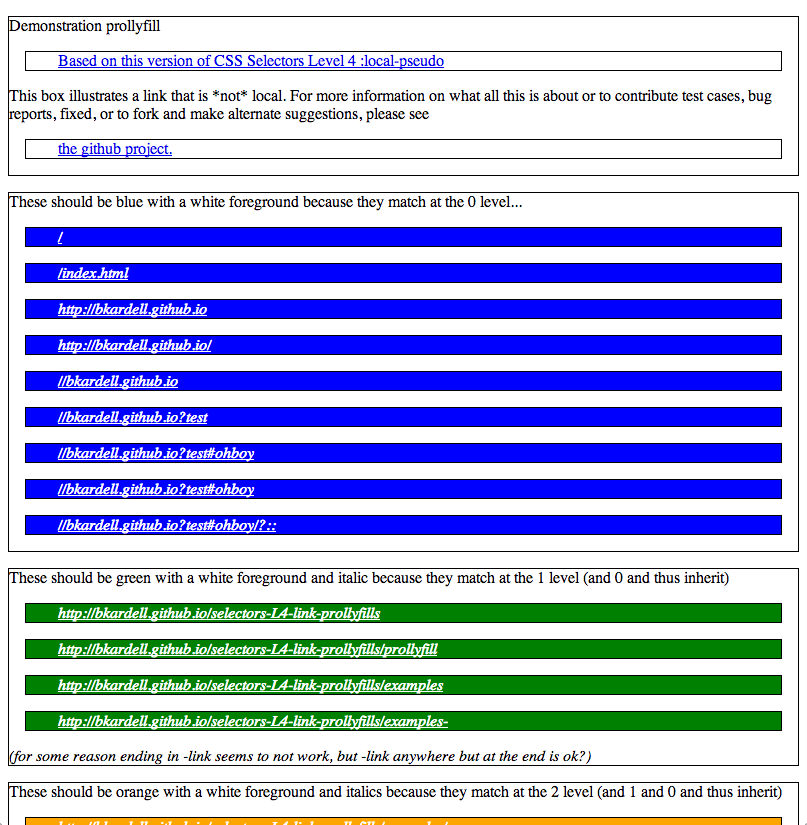 Demonstration prollyfill
Based on this version of CSS Selectors Level 4 :local-pseudo
This box illustrates a link that is *not* local. For more information on what all this is about or to contribute test cases, bug
reports, fixed, or to fork and make alternate suggestions, please see
the github project.
These should be blue with a white foreground because they match at the 0 level...
/
/index.html
http://bkardell.github.io
http://bkardell.github.io/
//bkardell.github.io
//bkardell.github.io?test
//bkardell.github.io?test#ohboy
//bkardell.github.io?test#ohboy
//bkardell.github.io?test#ohboy/?::
These should be green with a white foreground and italic because they match at the 1 level (and 0 and thus inherit)
http://bkardell.github.io/selectors-L4-link-prollyfills
http://bkardell.github.io/selectors-L4-link-prollyfills/prollyfill
http://bkardell.github.io/selectors-L4-link-prollyfills/examples
http://bkardell.github.io/selectors-L4-link-prollyfills/examples-
(for some reason ending in -link seems to not work, but -link anywhere but at the end is ok?)
These should be orange with a white foreground and italics because they match at the 2 level (and 1 and 0 and thus inherit)